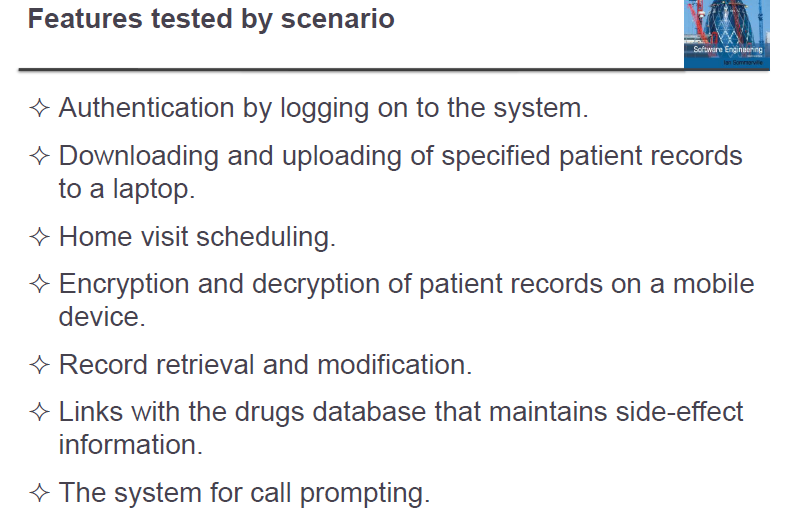 Features tested by scenario
Software Engineering
Ian Sommerville
✧ Authentication by logging on to the system.
✧ Downloading and uploading of specified patient records
to a laptop.
✧ Home visit scheduling.
✧ Encryption and decryption of patient records on a mobile
device.
✧ Record retrieval and modification.
✧ Links with the drugs database that maintains side-effect
information.
✧ The system for call prompting.